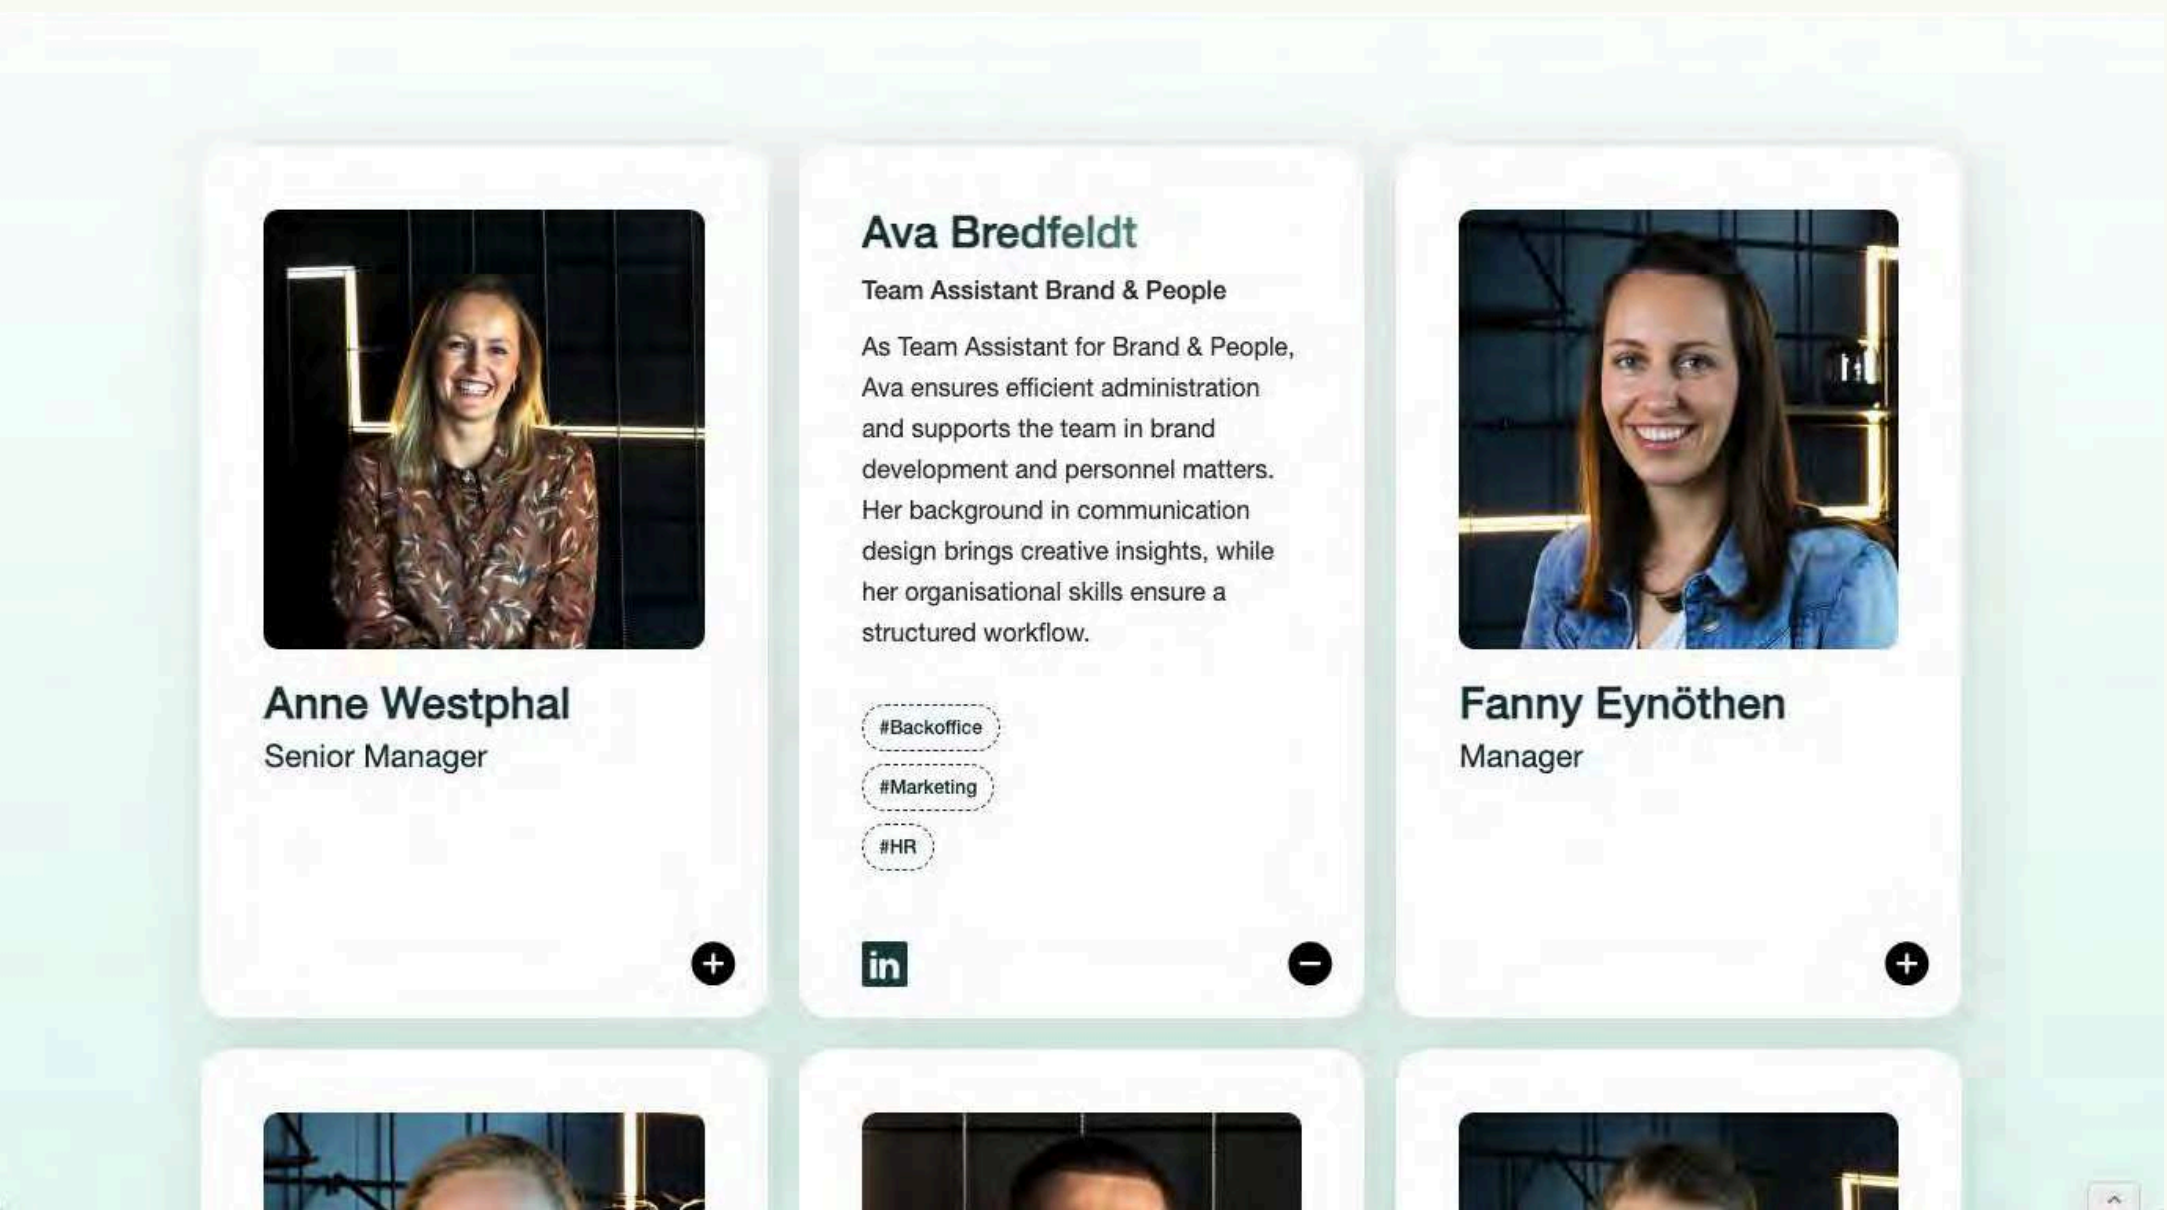 Anne Westphal
Senior Manager
Ava Bredfeldt
Team Assistant Brand & People
As Team Assistant for Brand & People,
Ava ensures efficient administration
and supports the team in brand
development and personnel matters.
Her background in communication
design brings creative insights, while
her organisational skills ensure a
structured workflow.
#Backoffice
#Marketing
#HR
in
Fanny Eynöthen
Manager